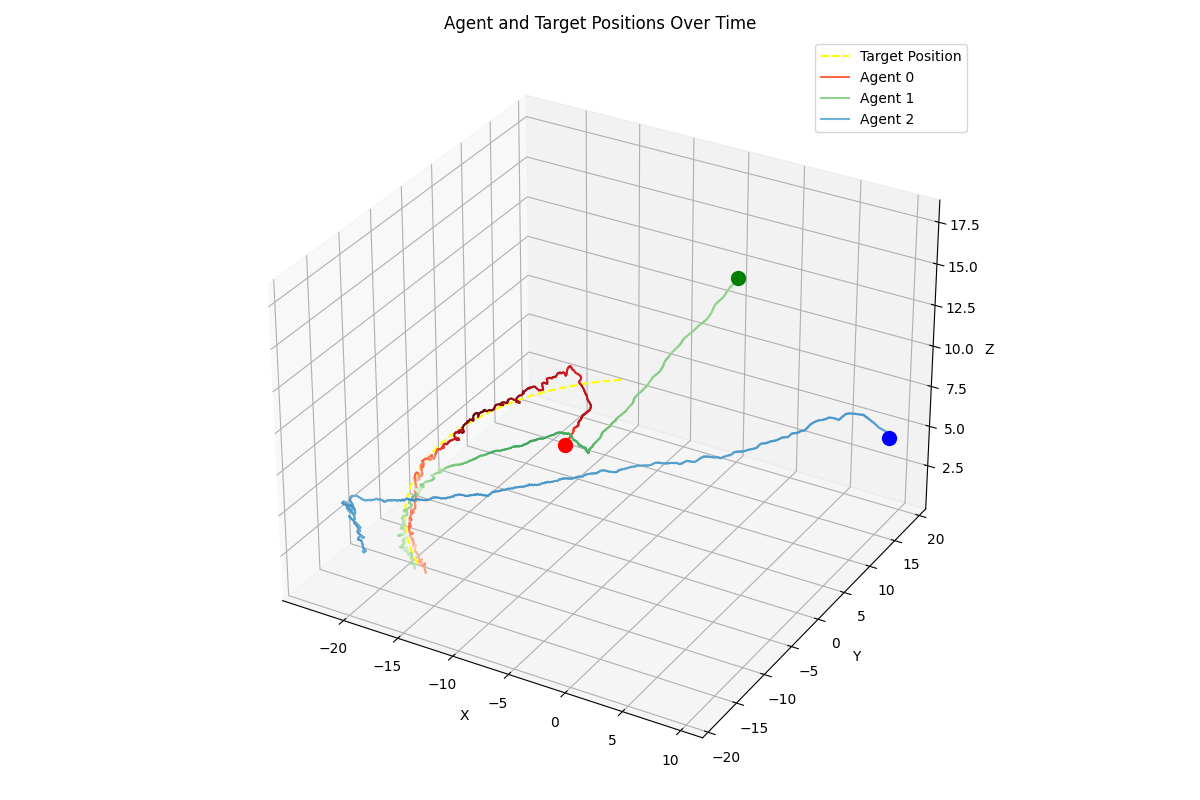 Agent and Target Positions Over Time
Target Position
Agent 0
Agent 1
Agent 2
17.5
15.0
12.5
10.0
Z
7.5
5.0
2.5
20
15
10
5
0
Y
−5
−10
−15
−20
−20
−15
−10
X
−5
0
5
10